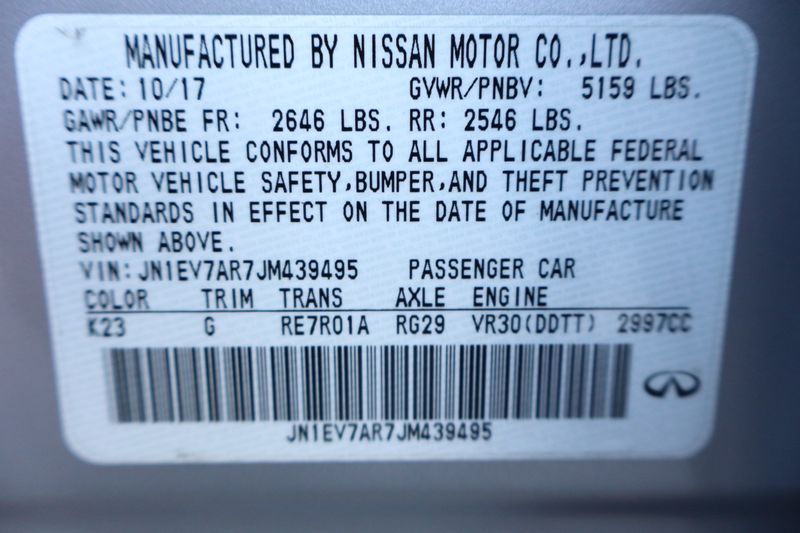 MANUFACTURED BY NISSAN MOTOR CO.,LTD.
DATE: 10/17 GVWR/PNBV: 5159 LBS.
GAWR/PNBE FR: 2646 LBS. RR: 2546 LBS.
THIS VEHICLE CONFORMS TO ALL APPLICABLE FEDERAL
MOTOR VEHICLE SAFETY,BUMPER,AND THEFT PREVENTION
STANDARDS IN EFFECT ON THE DATE OF MANUFACTURE
SHOWN ABOVE.
VIN:JN1EV7AR7JM439495 PASSENGER CAR
COLOR TRIM TRANS AXLE ENGINE
K23 G RE7R01A RG29 VR30(DDTT) 2997CC
JN1EV7AR7JM439495